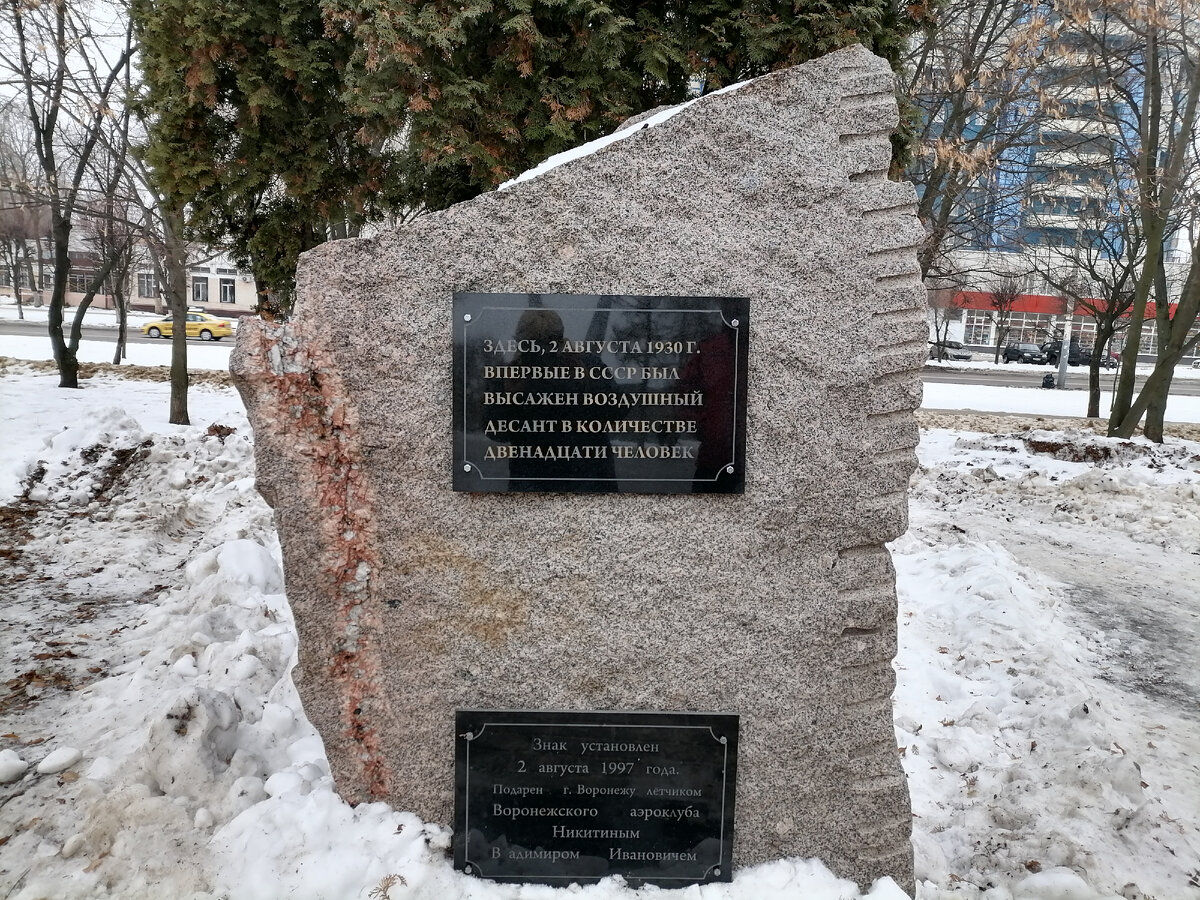 ЗДЕСЬ, 2 АВГУСТА 1930 Г.
ВПЕРВЫЕ В СССР БЫЛ
ВЫСАЖЕН ВОЗДУШНЫЙ
ДЕСАНТ В КОЛИЧЕСТВЕ
ДВЕНАДЦАТИ ЧЕЛОВЕК
Знак установлен
2 августа 1997 года.
Подарен г. Воронежу лётчиком
Воронежского аэроклуба
Никитиным
В адимиром Ивановичем